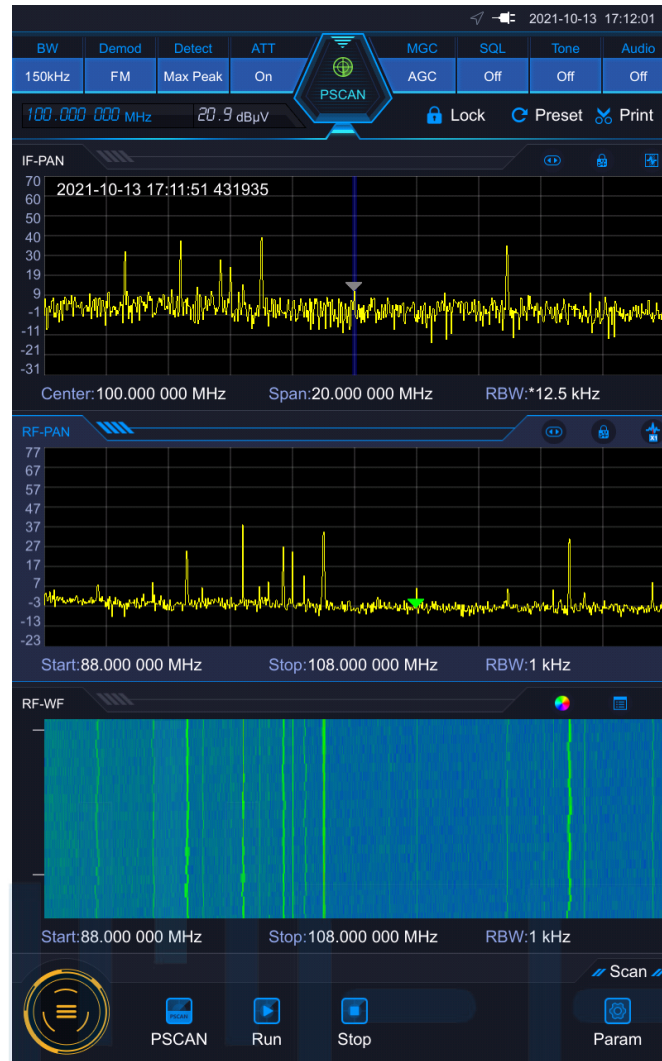 2021-10-13 17:12:01
BW Demod Detect ATT MGC SQL Tone Audio
150kHz FM Max Peak On PSCAN AGC Off Off Off
100.000 000 MHz 20.9 dBµV Lock Preset Print
IF-PAN
2021-10-13 17:11:51 431935
70
60
50
40
30
19
9
-1
-11
-21
-31
Center:100.000 000 MHz Span:20.000 000 MHz RBW:*12.5 kHz
RF-PAN
X1
77
67
57
47
37
27
17
7
-3
-13
-23
Start:88.000 000 MHz Stop:108.000 000 MHz RBW:1 kHz
RF-WF
Start:88.000 000 MHz Stop:108.000 000 MHz RBW:1 kHz
Scan
PSCAN
PSCAN Run Stop Param